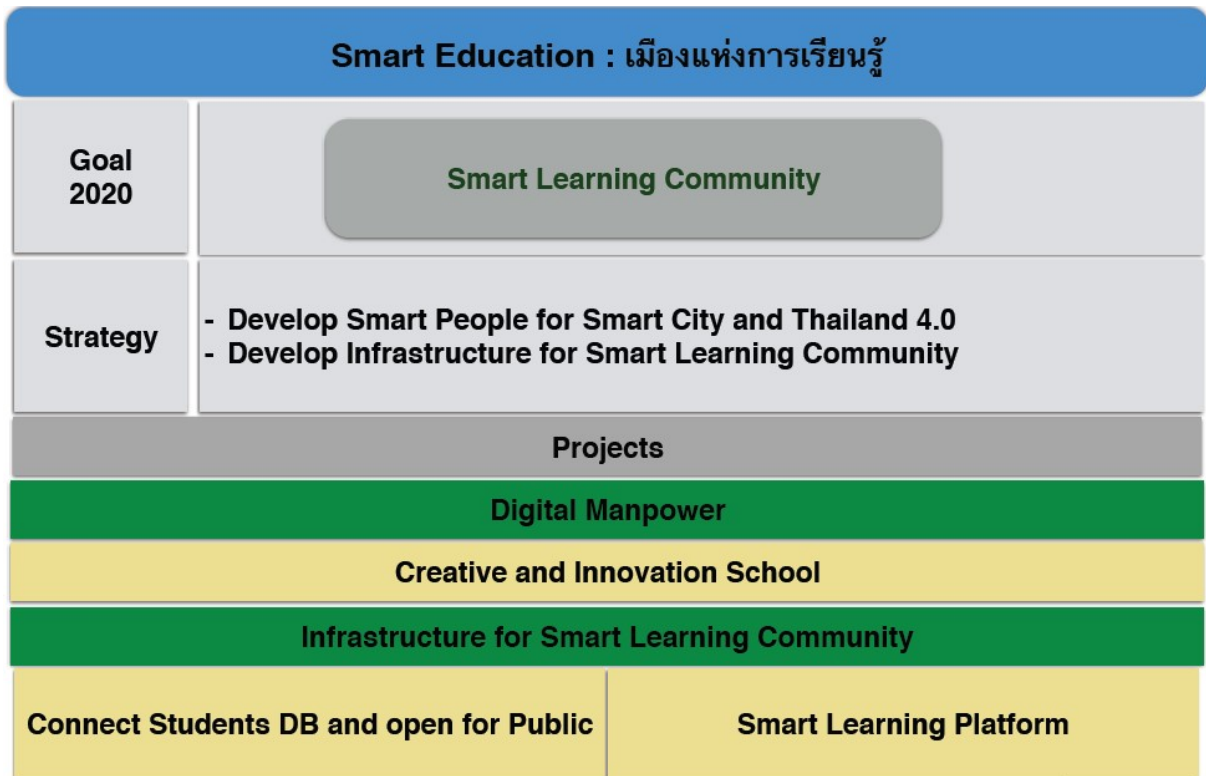 Smart Education : เมืองแห่งการเรียนรู้
Goal
2020
Smart Learning Community
Strategy
- Develop Smart People for Smart City and Thailand 4.0
- Develop Infrastructure for Smart Learning Community
Projects
Digital Manpower
Creative and Innovation School
Infrastructure for Smart Learning Community
Connect Students DB and open for Public
Smart Learning Platform